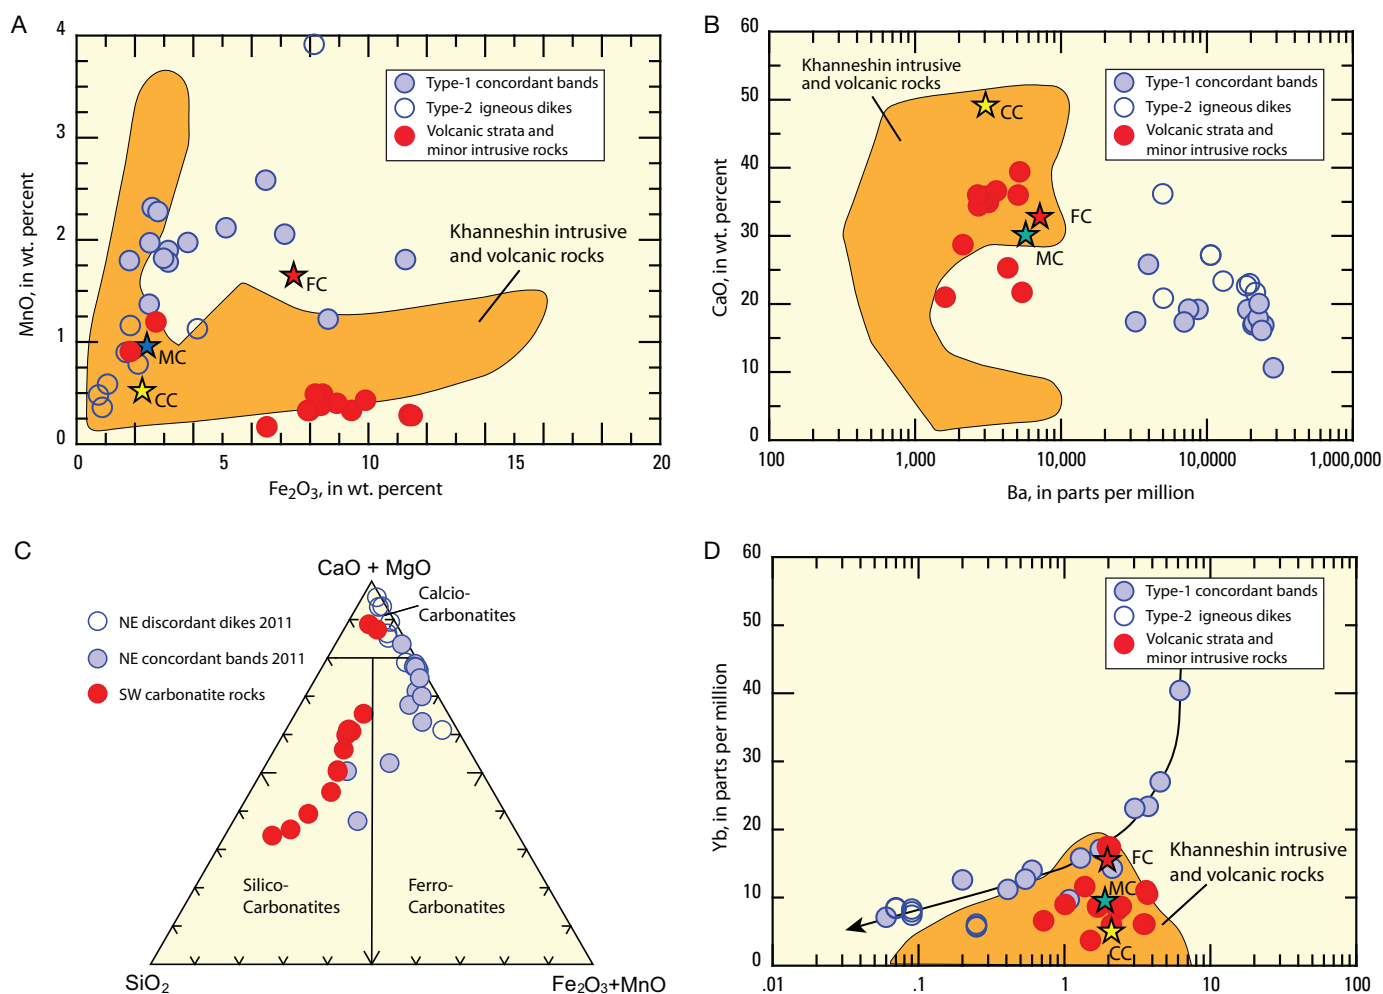 A
4
3
2
1
0
MnO, in wt. percent
Type-1 concordant bands
Type-2 igneous dikes
Volcanic strata and
minor intrusive rocks
Khanneshin intrusive
and volcanic rocks
FC
MC
CC
0
5
10
15
20
Fe₂O₃, in wt. percent
B
60
50
40
30
20
10
0
CaO, in wt. percent
Khanneshin intrusive
and volcanic rocks
Type-1 concordant bands
Type-2 igneous dikes
Volcanic strata and
minor intrusive rocks
CC
FC
MC
100
1,000
10,000
10,0000
1,000,000
Ba, in parts per million
C
CaO + MgO
Calcio-
Carbonatites
NE discordant dikes 2011
NE concordant bands 2011
SW carbonatite rocks
Silico-
Carbonatites
Ferro-
Carbonatites
SiO₂
Fe₂O₃+MnO
D
60
50
40
30
20
10
0
Yb, in parts per million
Type-1 concordant bands
Type-2 igneous dikes
Volcanic strata and
minor intrusive rocks
Khanneshin intrusive
and volcanic rocks
FC
MC
CC
.01
.1
1
10
100